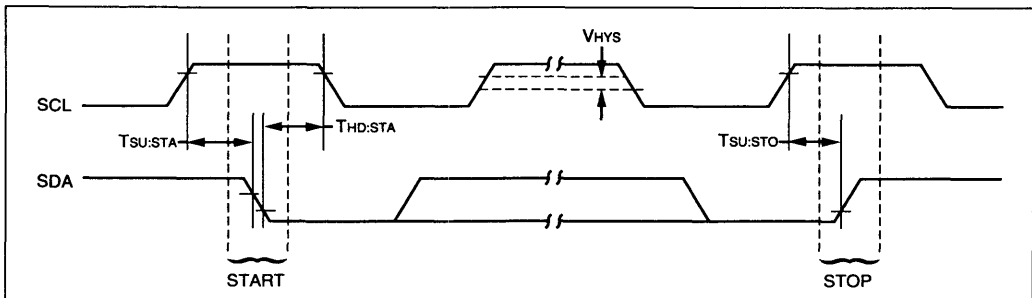 VHYS
SCL
TSU:STA
THD:STA
TSU:STO
SDA
START
STOP